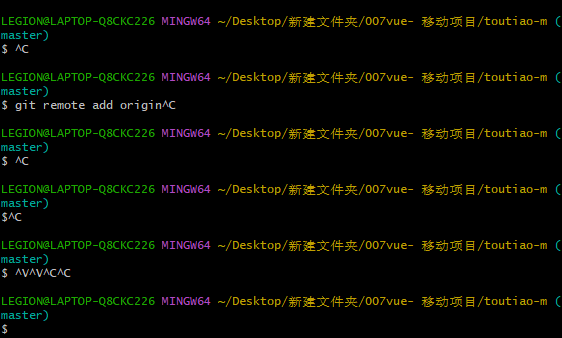 LEGION@LAPTOP-Q8CKC226 MINGW64 ~/Desktop/新建文件夹/007vue- 移动项目/toutiao-m (
master)
$ ^C
LEGION@LAPTOP-Q8CKC226 MINGW64 ~/Desktop/新建文件夹/007vue- 移动项目/toutiao-m (
master)
$ git remote add origin^C
LEGION@LAPTOP-Q8CKC226 MINGW64 ~/Desktop/新建文件夹/007vue- 移动项目/toutiao-m (
master)
$ ^C
LEGION@LAPTOP-Q8CKC226 MINGW64 ~/Desktop/新建文件夹/007vue- 移动项目/toutiao-m (
master)
$^C
LEGION@LAPTOP-Q8CKC226 MINGW64 ~/Desktop/新建文件夹/007vue- 移动项目/toutiao-m (
master)
$ ^V^V^C^C
LEGION@LAPTOP-Q8CKC226 MINGW64 ~/Desktop/新建文件夹/007vue- 移动项目/toutiao-m (
master)
$